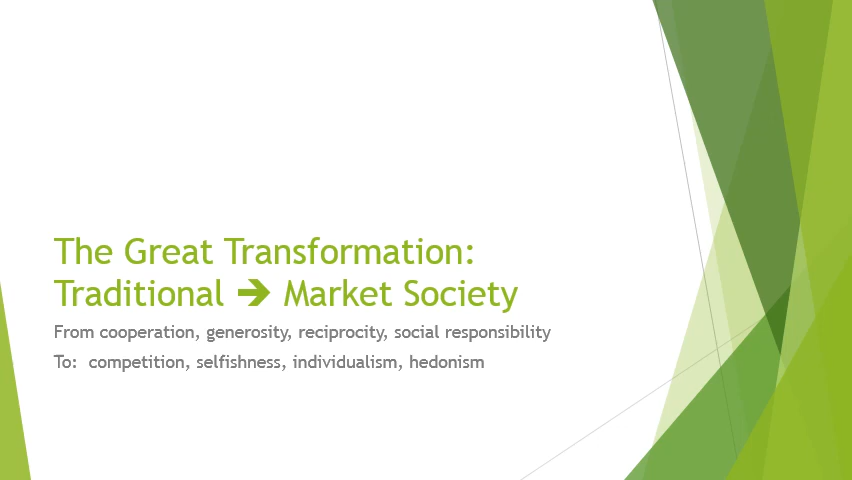 The Great Transformation:
Traditional 🡺 Market Society
From cooperation, generosity, reciprocity, social responsibility
To:  competition, selfishness, individualism, hedonism